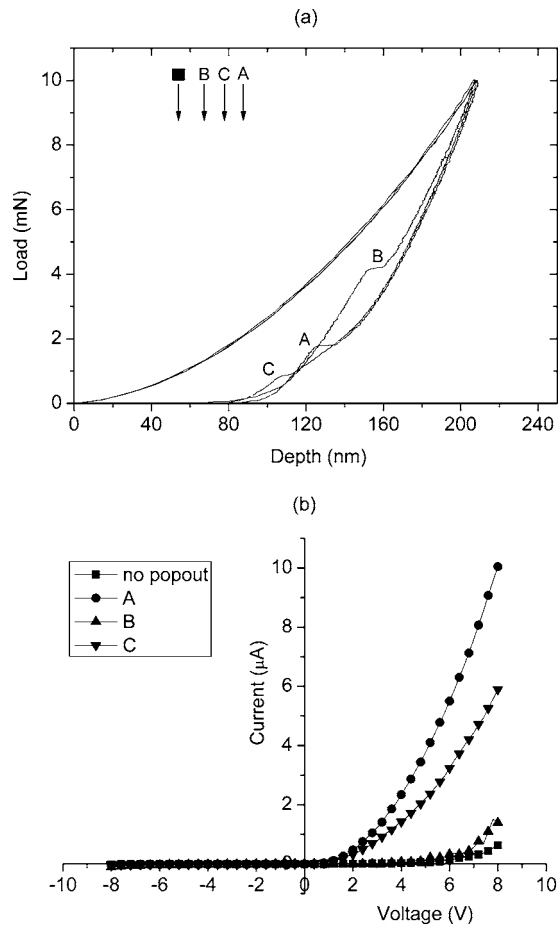 (a)
B C A
10
8
6
4
2
0
Load (mN)
B
A
C
0 40 80 120 160 200 240
Depth (nm)
(b)
no popout
A
B
C
10
8
6
4
2
0
Current (μA)
-10 -8 -6 -4 -2 0 2 4 6 8 10
Voltage (V)